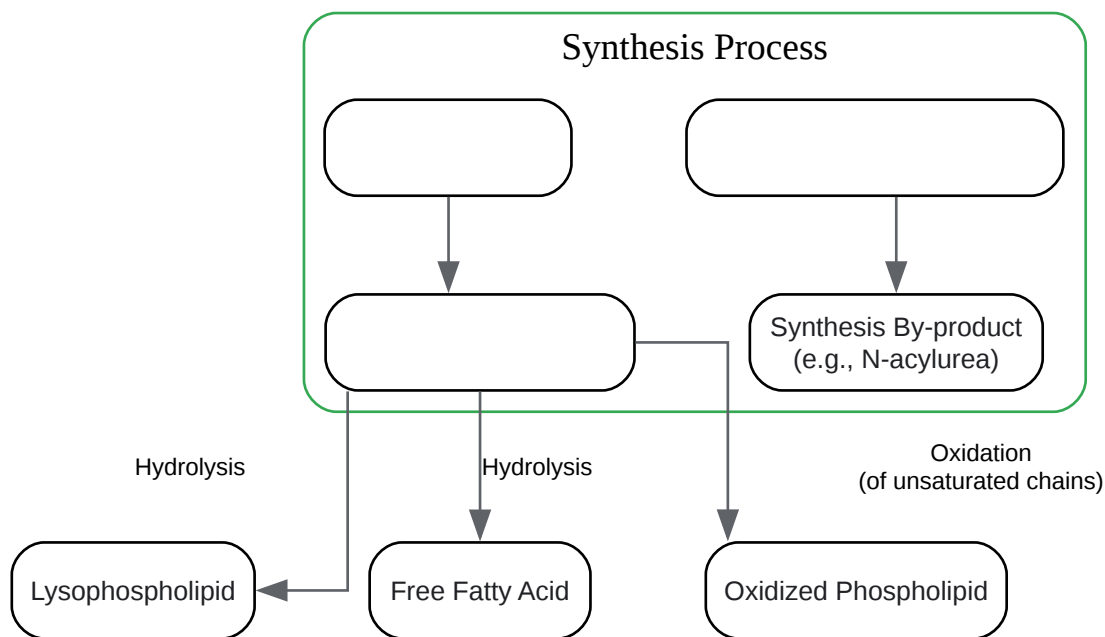 Synthesis Process
Synthesis By-product
(e.g., N-acylurea)
Hydrolysis
Hydrolysis
Oxidation
(of unsaturated chains)
Lysophospholipid
Free Fatty Acid
Oxidized Phospholipid